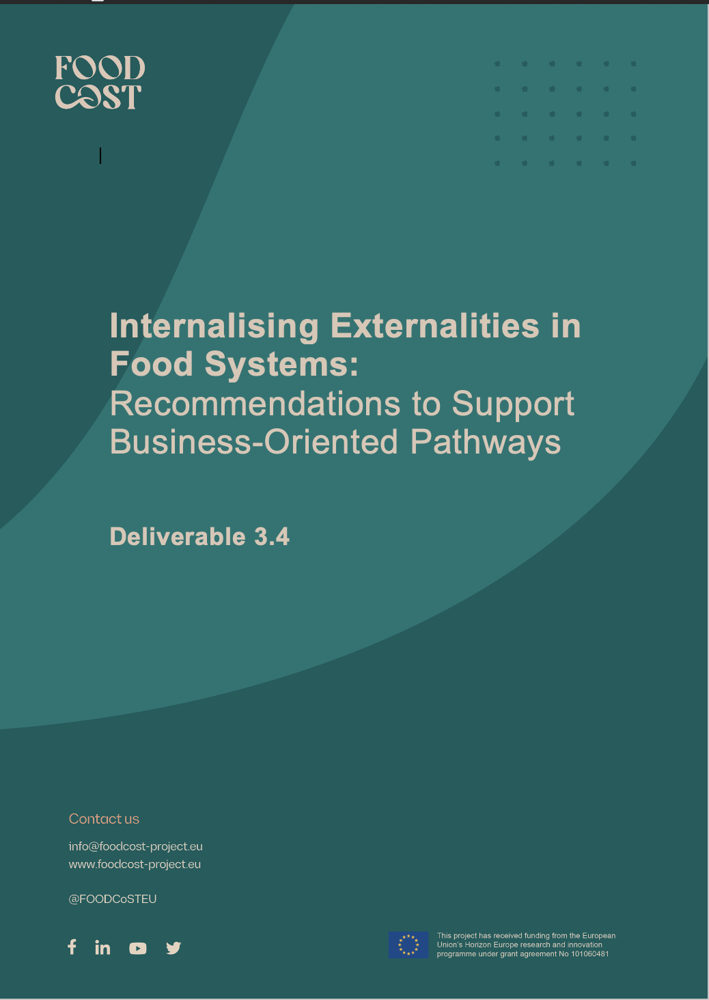 FOOD
COST
Internalising Externalities in
Food Systems:
Recommendations to Support
Business-Oriented Pathways
Deliverable 3.4
Contact us
info@foodcost-project.eu
www.foodcost-project.eu
@FOODCoSTEU
This project has received funding from the European
Union's Horizon Europe research and innovation
programme under grant agreement No 101060481